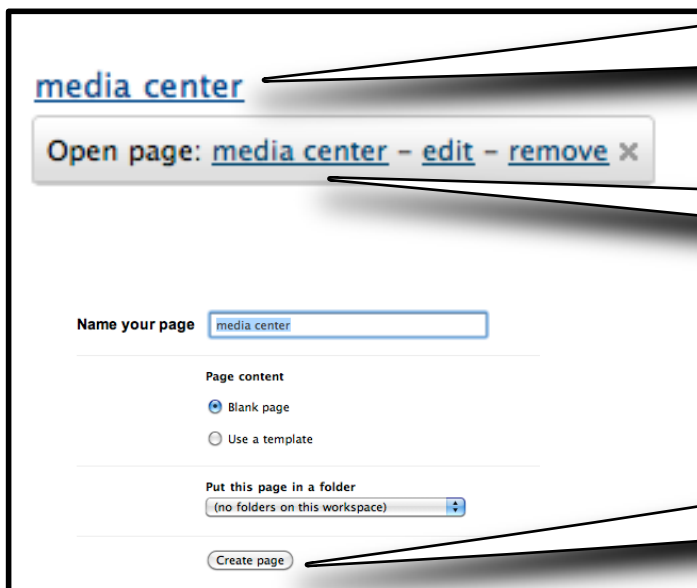 media center
Open page: media center – edit – remove ×
Name your page media center
Page content
Blank page
Use a template
Put this page in a folder
(no folders on this workspace)
Create page